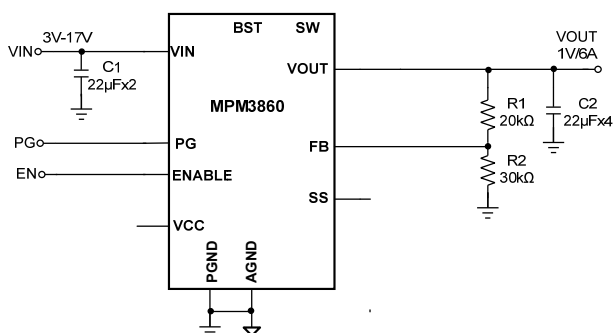 3V-17V
VIN
C1
22µFx2
BST SW
VIN
VOUT
MPM3860
PG
PG
FB
EN
ENABLE
SS
VCC
PGND
AGND
VOUT
1V/6A
R1
20kΩ
C2
22µFx4
R2
30kΩ